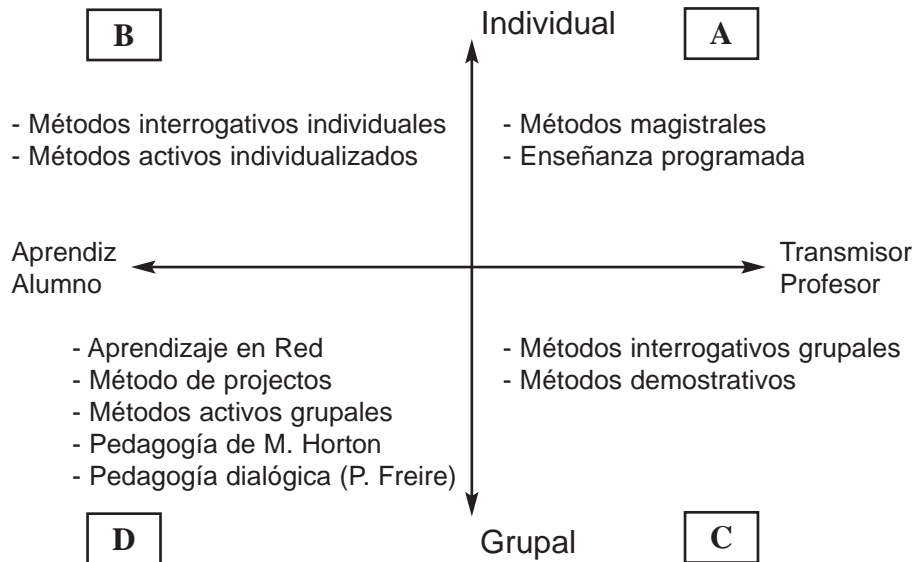 B
Individual
A
- Métodos interrogativos individuales
- Métodos activos individualizados
- Métodos magistrales
- Enseñanza programada
Aprendiz
Alumno
Transmisor
Profesor
- Aprendizaje en Red
- Método de projectos
- Métodos activos grupales
- Pedagogía de M. Horton
- Pedagogía dialógica (P. Freire)
- Métodos interrogativos grupales
- Métodos demostrativos
D
Grupal
C